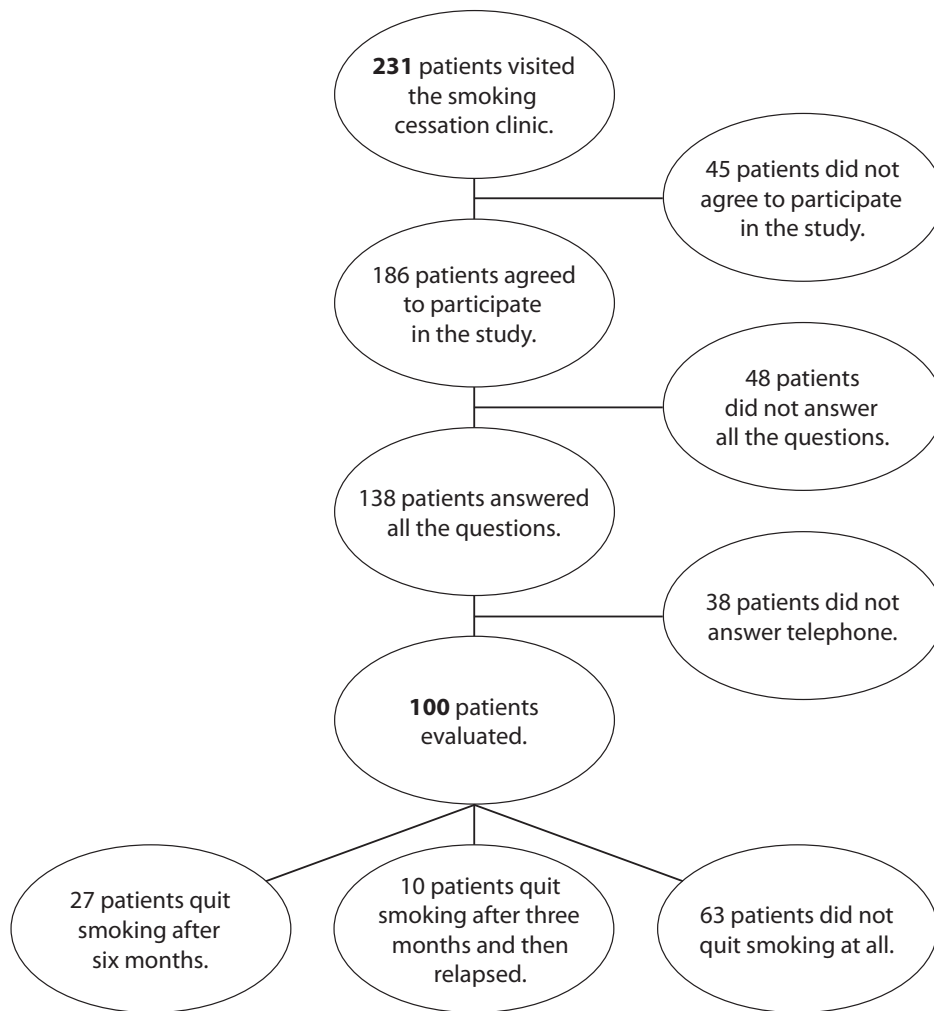 231 patients visited
the smoking
cessation clinic.
45 patients did not
agree to participate
in the study.
186 patients agreed
to participate
in the study.
48 patients
did not answer
all the questions.
138 patients answered
all the questions.
38 patients did not
answer telephone.
100 patients
evaluated.
27 patients quit
smoking after
six months.
10 patients quit
smoking after three
months and then
relapsed.
63 patients did not
quit smoking at all.